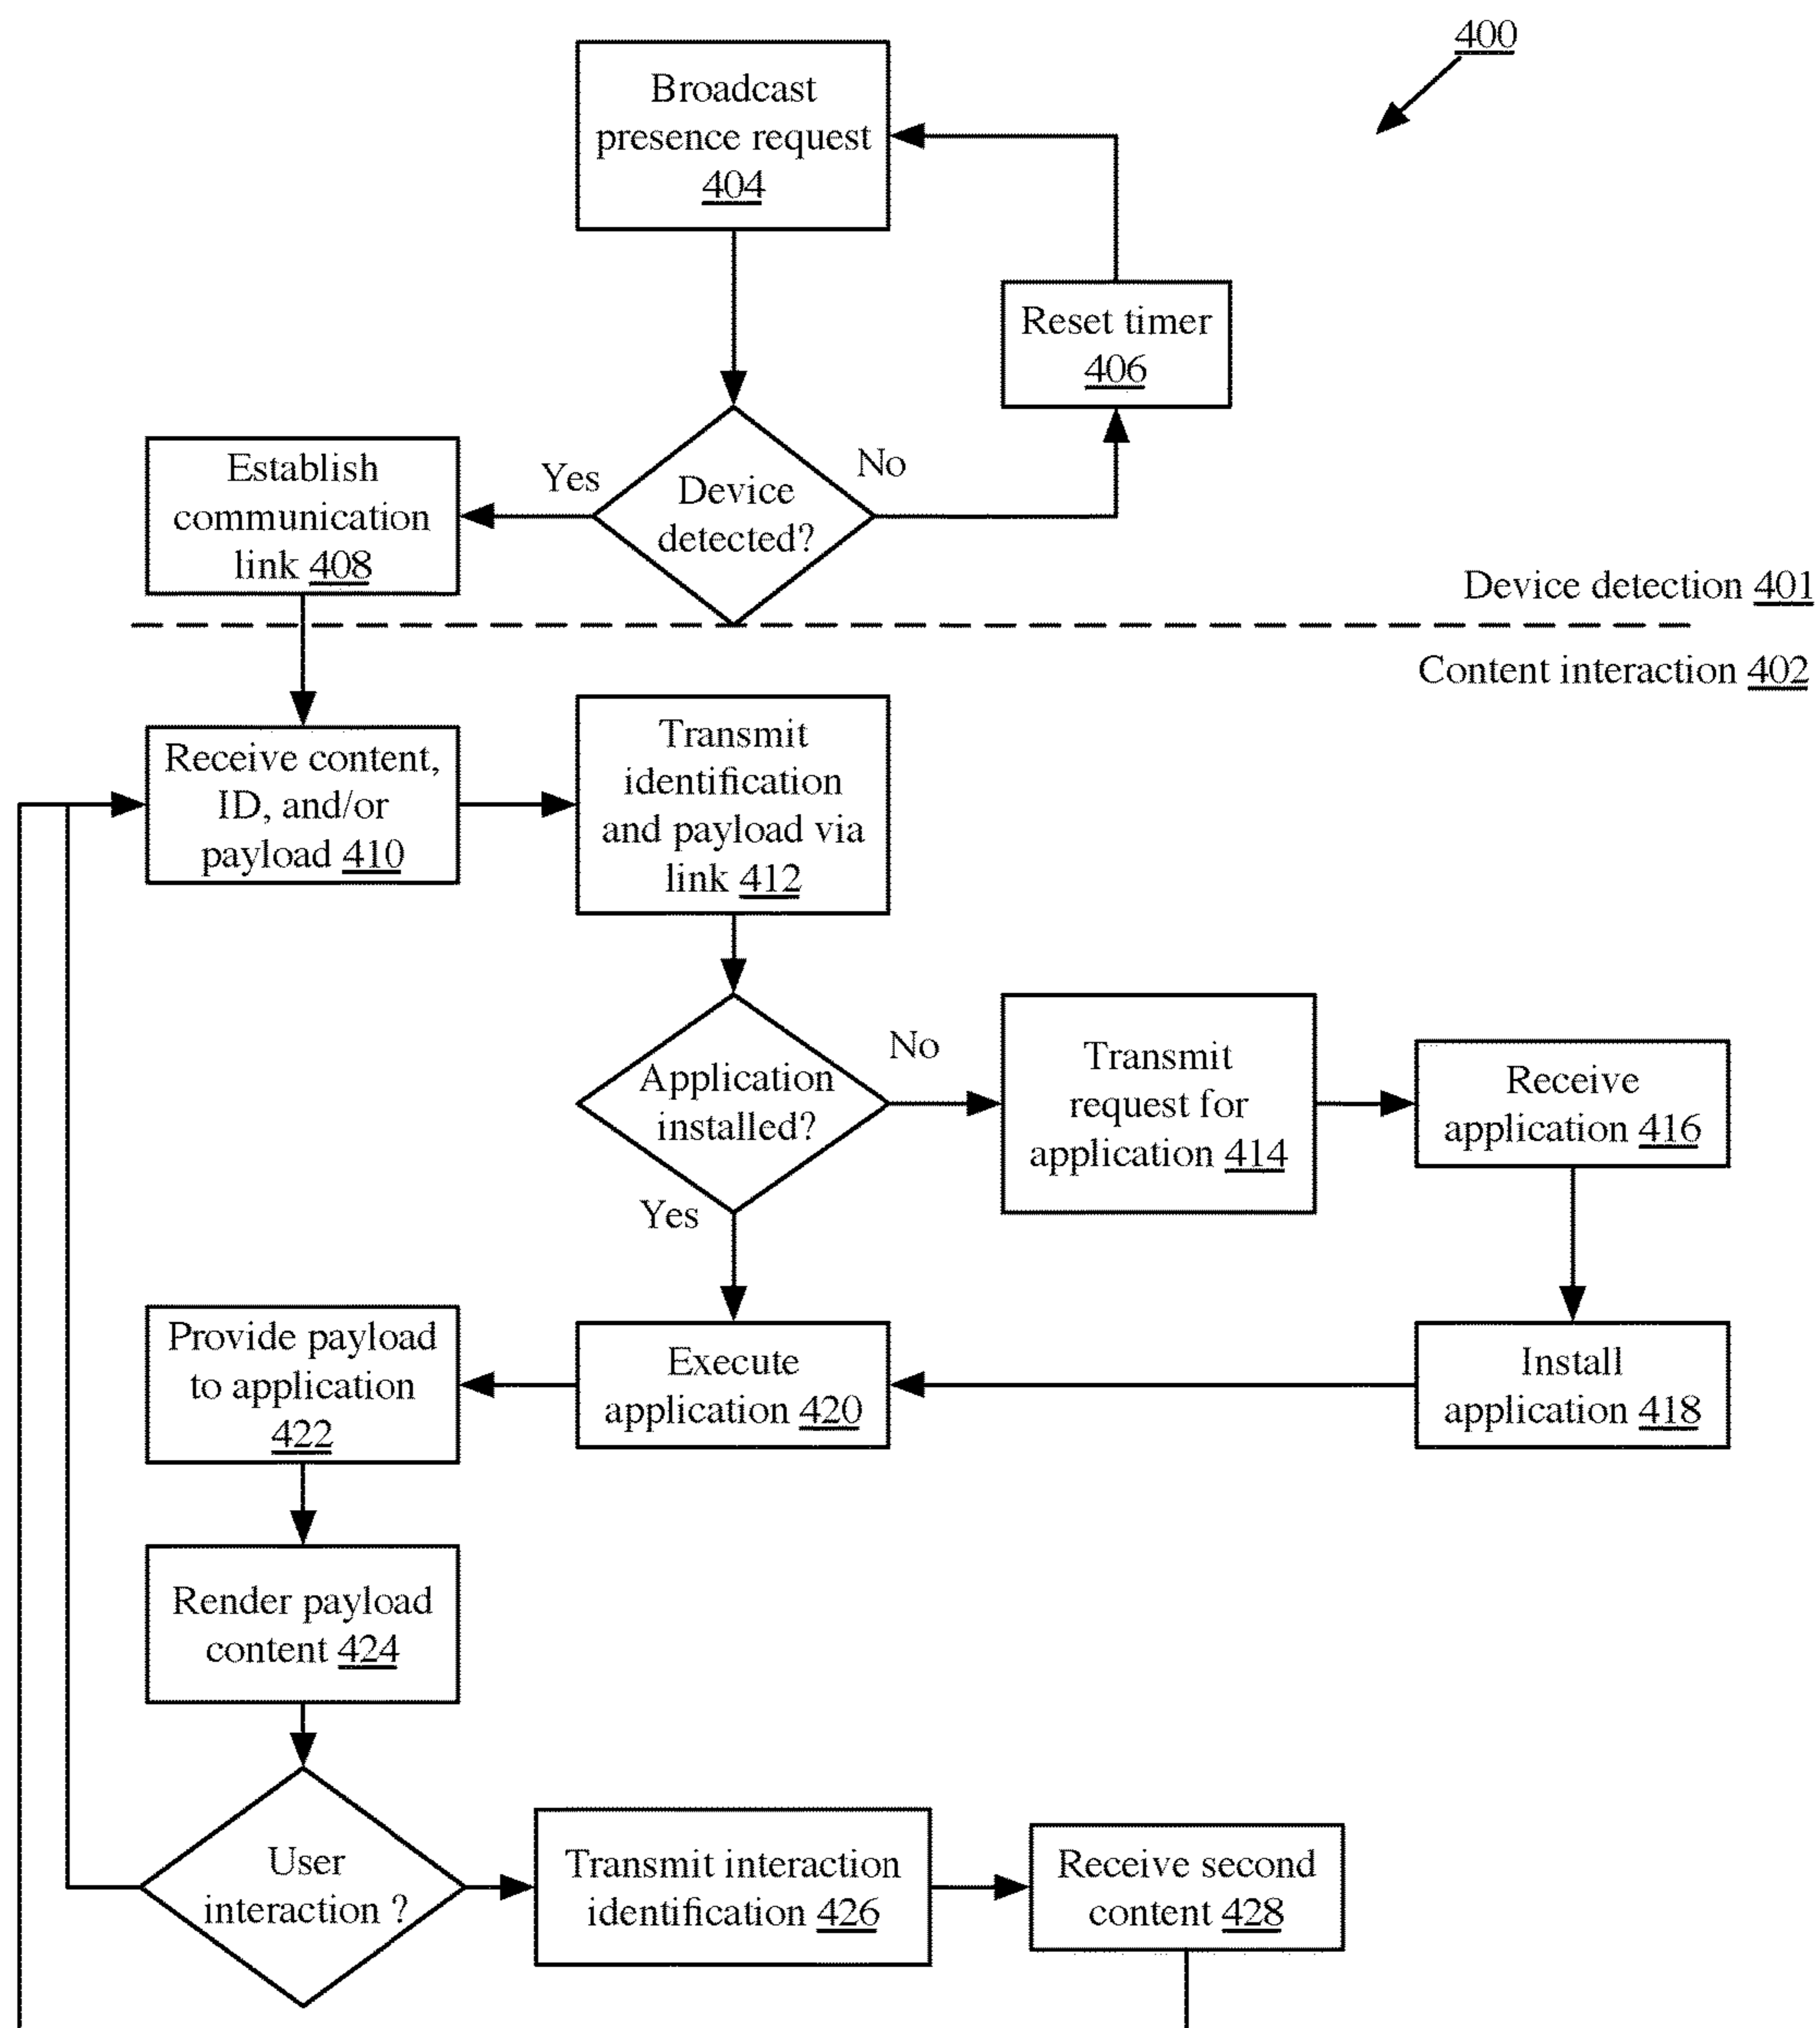 400
Broadcast
presence request
404
Reset timer
406
Establish
communication
link 408
Yes
Device
detected?
No
Device detection 401
Content interaction 402
Receive content,
ID, and/or
payload 410
Transmit
identification
and payload via
link 412
Application
installed?
No
Yes
Transmit
request for
application 414
Receive
application 416
Provide payload
to application
422
Execute
application 420
Install
application 418
Render payload
content 424
User
interaction ?
Transmit interaction
identification 426
Receive second
content 428